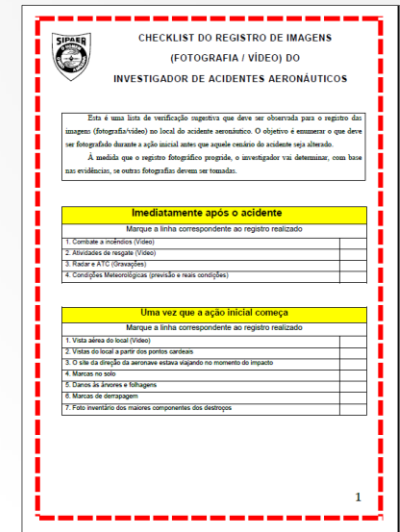 SIPAER
CHECKLIST DO REGISTRO DE IMAGENS
(FOTOGRAFIA / VÍDEO) DO
INVESTIGADOR DE ACIDENTES AERONÁUTICOS
Esta é uma lista de verificação sugestiva que deve ser observada para o registro das
imagens (fotografia/vídeo) no local do acidente aeronáutico. O objetivo é enumerar o que deve
ser fotografado durante a ação inicial antes que aquele cenário do acidente seja alterado.
À medida que o registro fotográfico progride, o investigador vai determinar, com base
nas evidências, se outras fotografias devem ser tomadas.
Imediatamente após o acidente
Marque a linha correspondente ao registro realizado
1. Combate a incêndios (Vídeo)
2. Atividades de resgate (Vídeo)
3. Radar e ATC (Gravações)
4. Condições Meteorológicas (previsão e reais condições)
Uma vez que a ação inicial começa
Marque a linha correspondente ao registro realizado
1. Vista aérea do local (Vídeo)
2. Vistas do local a partir dos pontos cardeais
3. O site da direção da aeronave estava viajando no momento do impacto
4. Marcas no solo
5. Danos às árvores e folhagens
6. Marcas de derrapagem
7. Foto inventário dos maiores componentes dos destroços
1